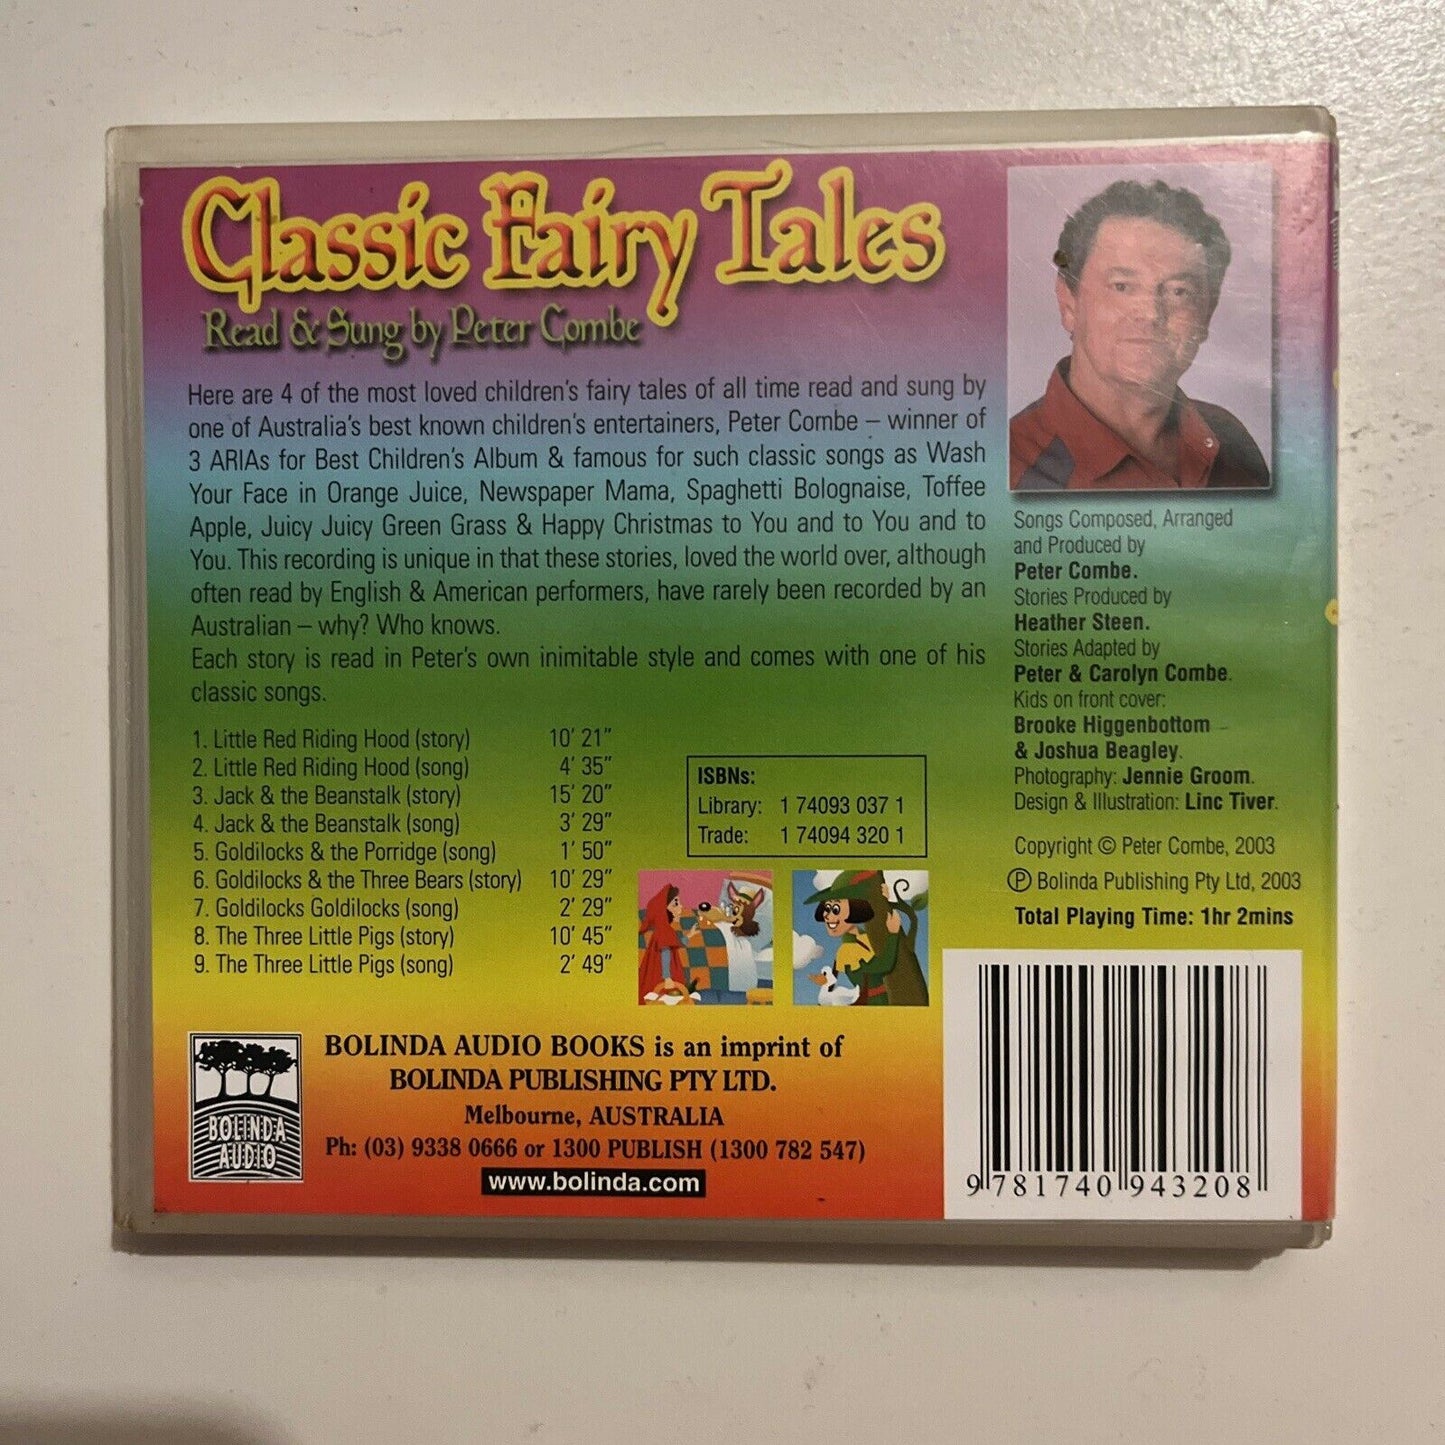 Classic Fairy Tales
Read & Sung by Peter Combe
Here are 4 of the most loved children's fairy tales of all time read and sung by
one of Australia's best known children's entertainers, Peter Combe – winner of
3 ARIAs for Best Children's Album & famous for such classic songs as Wash
Your Face in Orange Juice, Newspaper Mama, Spaghetti Bolognaise, Toffee
Apple, Juicy Juicy Green Grass & Happy Christmas to You and to You and to
You. This recording is unique in that these stories, loved the world over, although
often read by English & American performers, have rarely been recorded by an
Australian – why? Who knows.
Each story is read in Peter's own inimitable style and comes with one of his
classic songs.
1. Little Red Riding Hood (story) 10' 21"
2. Little Red Riding Hood (song) 4' 35"
3. Jack & the Beanstalk (story) 15' 20"
4. Jack & the Beanstalk (song) 3' 29"
5. Goldilocks & the Porridge (song) 1' 50"
6. Goldilocks & the Three Bears (story) 10' 29"
7. Goldilocks Goldilocks (song) 2' 29"
8. The Three Little Pigs (story) 10' 45"
9. The Three Little Pigs (song) 2' 49"
ISBNs:
Library: 1 74093 037 1
Trade: 1 74094 320 1
Songs Composed, Arranged
and Produced by
Peter Combe.
Stories Produced by
Heather Steen.
Stories Adapted by
Peter & Carolyn Combe.
Kids on front cover:
Brooke Higgenbottom
& Joshua Beagley.
Photography: Jennie Groom.
Design & Illustration: Linc Tiver.
Copyright © Peter Combe, 2003
Ⓟ Bolinda Publishing Pty Ltd, 2003
Total Playing Time: 1hr 2mins
BOLINDA
AUDIO
BOLINDA AUDIO BOOKS is an imprint of
BOLINDA PUBLISHING PTY LTD.
Melbourne, AUSTRALIA
Ph: (03) 9338 0666 or 1300 PUBLISH (1300 782 547)
www.bolinda.com
9 781740 943208